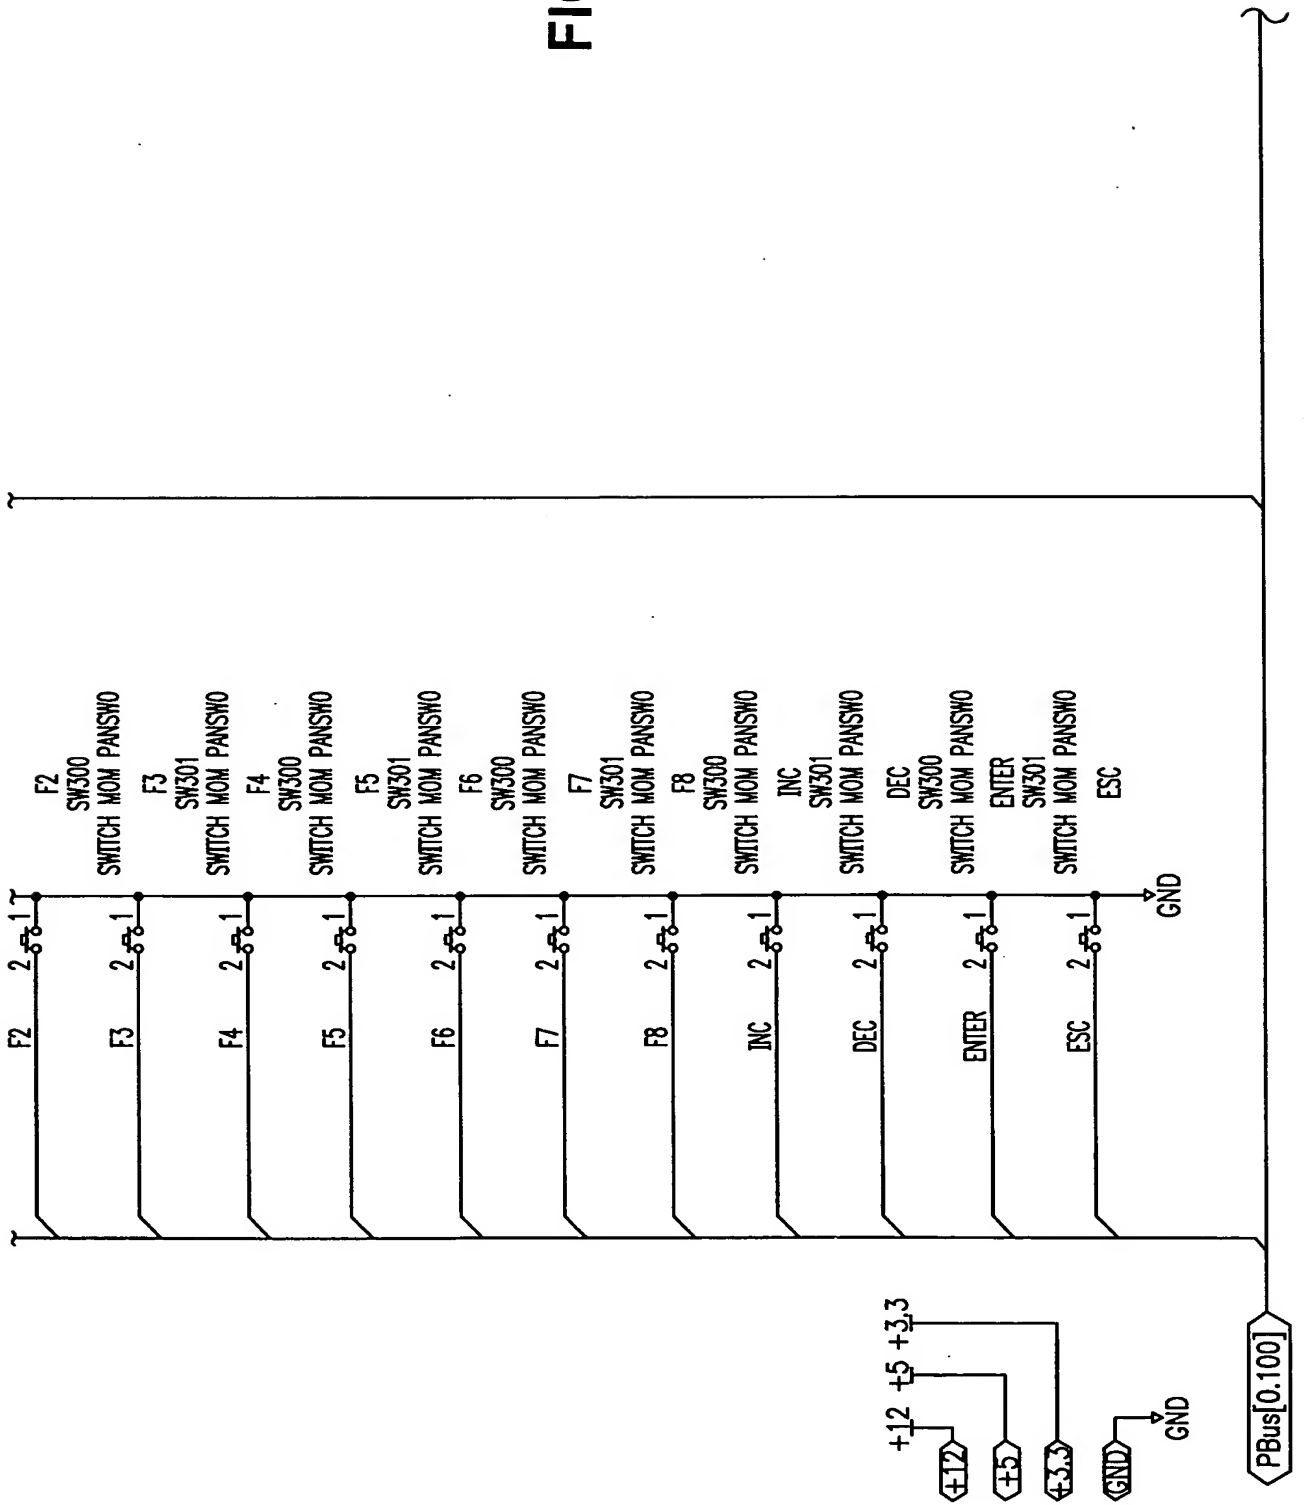 FI
F2
2 1
F2
SW300
SWITCH MOM PANSWO
F3
2 1
F3
SW301
SWITCH MOM PANSWO
F4
2 1
F4
SW300
SWITCH MOM PANSWO
F5
2 1
F5
SW301
SWITCH MOM PANSWO
F6
2 1
F6
SW300
SWITCH MOM PANSWO
F7
2 1
F7
SW301
SWITCH MOM PANSWO
F8
2 1
F8
SW300
SWITCH MOM PANSWO
INC
2 1
INC
SW301
SWITCH MOM PANSWO
DEC
2 1
DEC
SW300
SWITCH MOM PANSWO
ENTER
2 1
ENTER
SW301
SWITCH MOM PANSWO
ESC
2 1
ESC
GND
+12 +5 +3.3
+12
+5
+3.3
GND
GND
PBus[0.100]